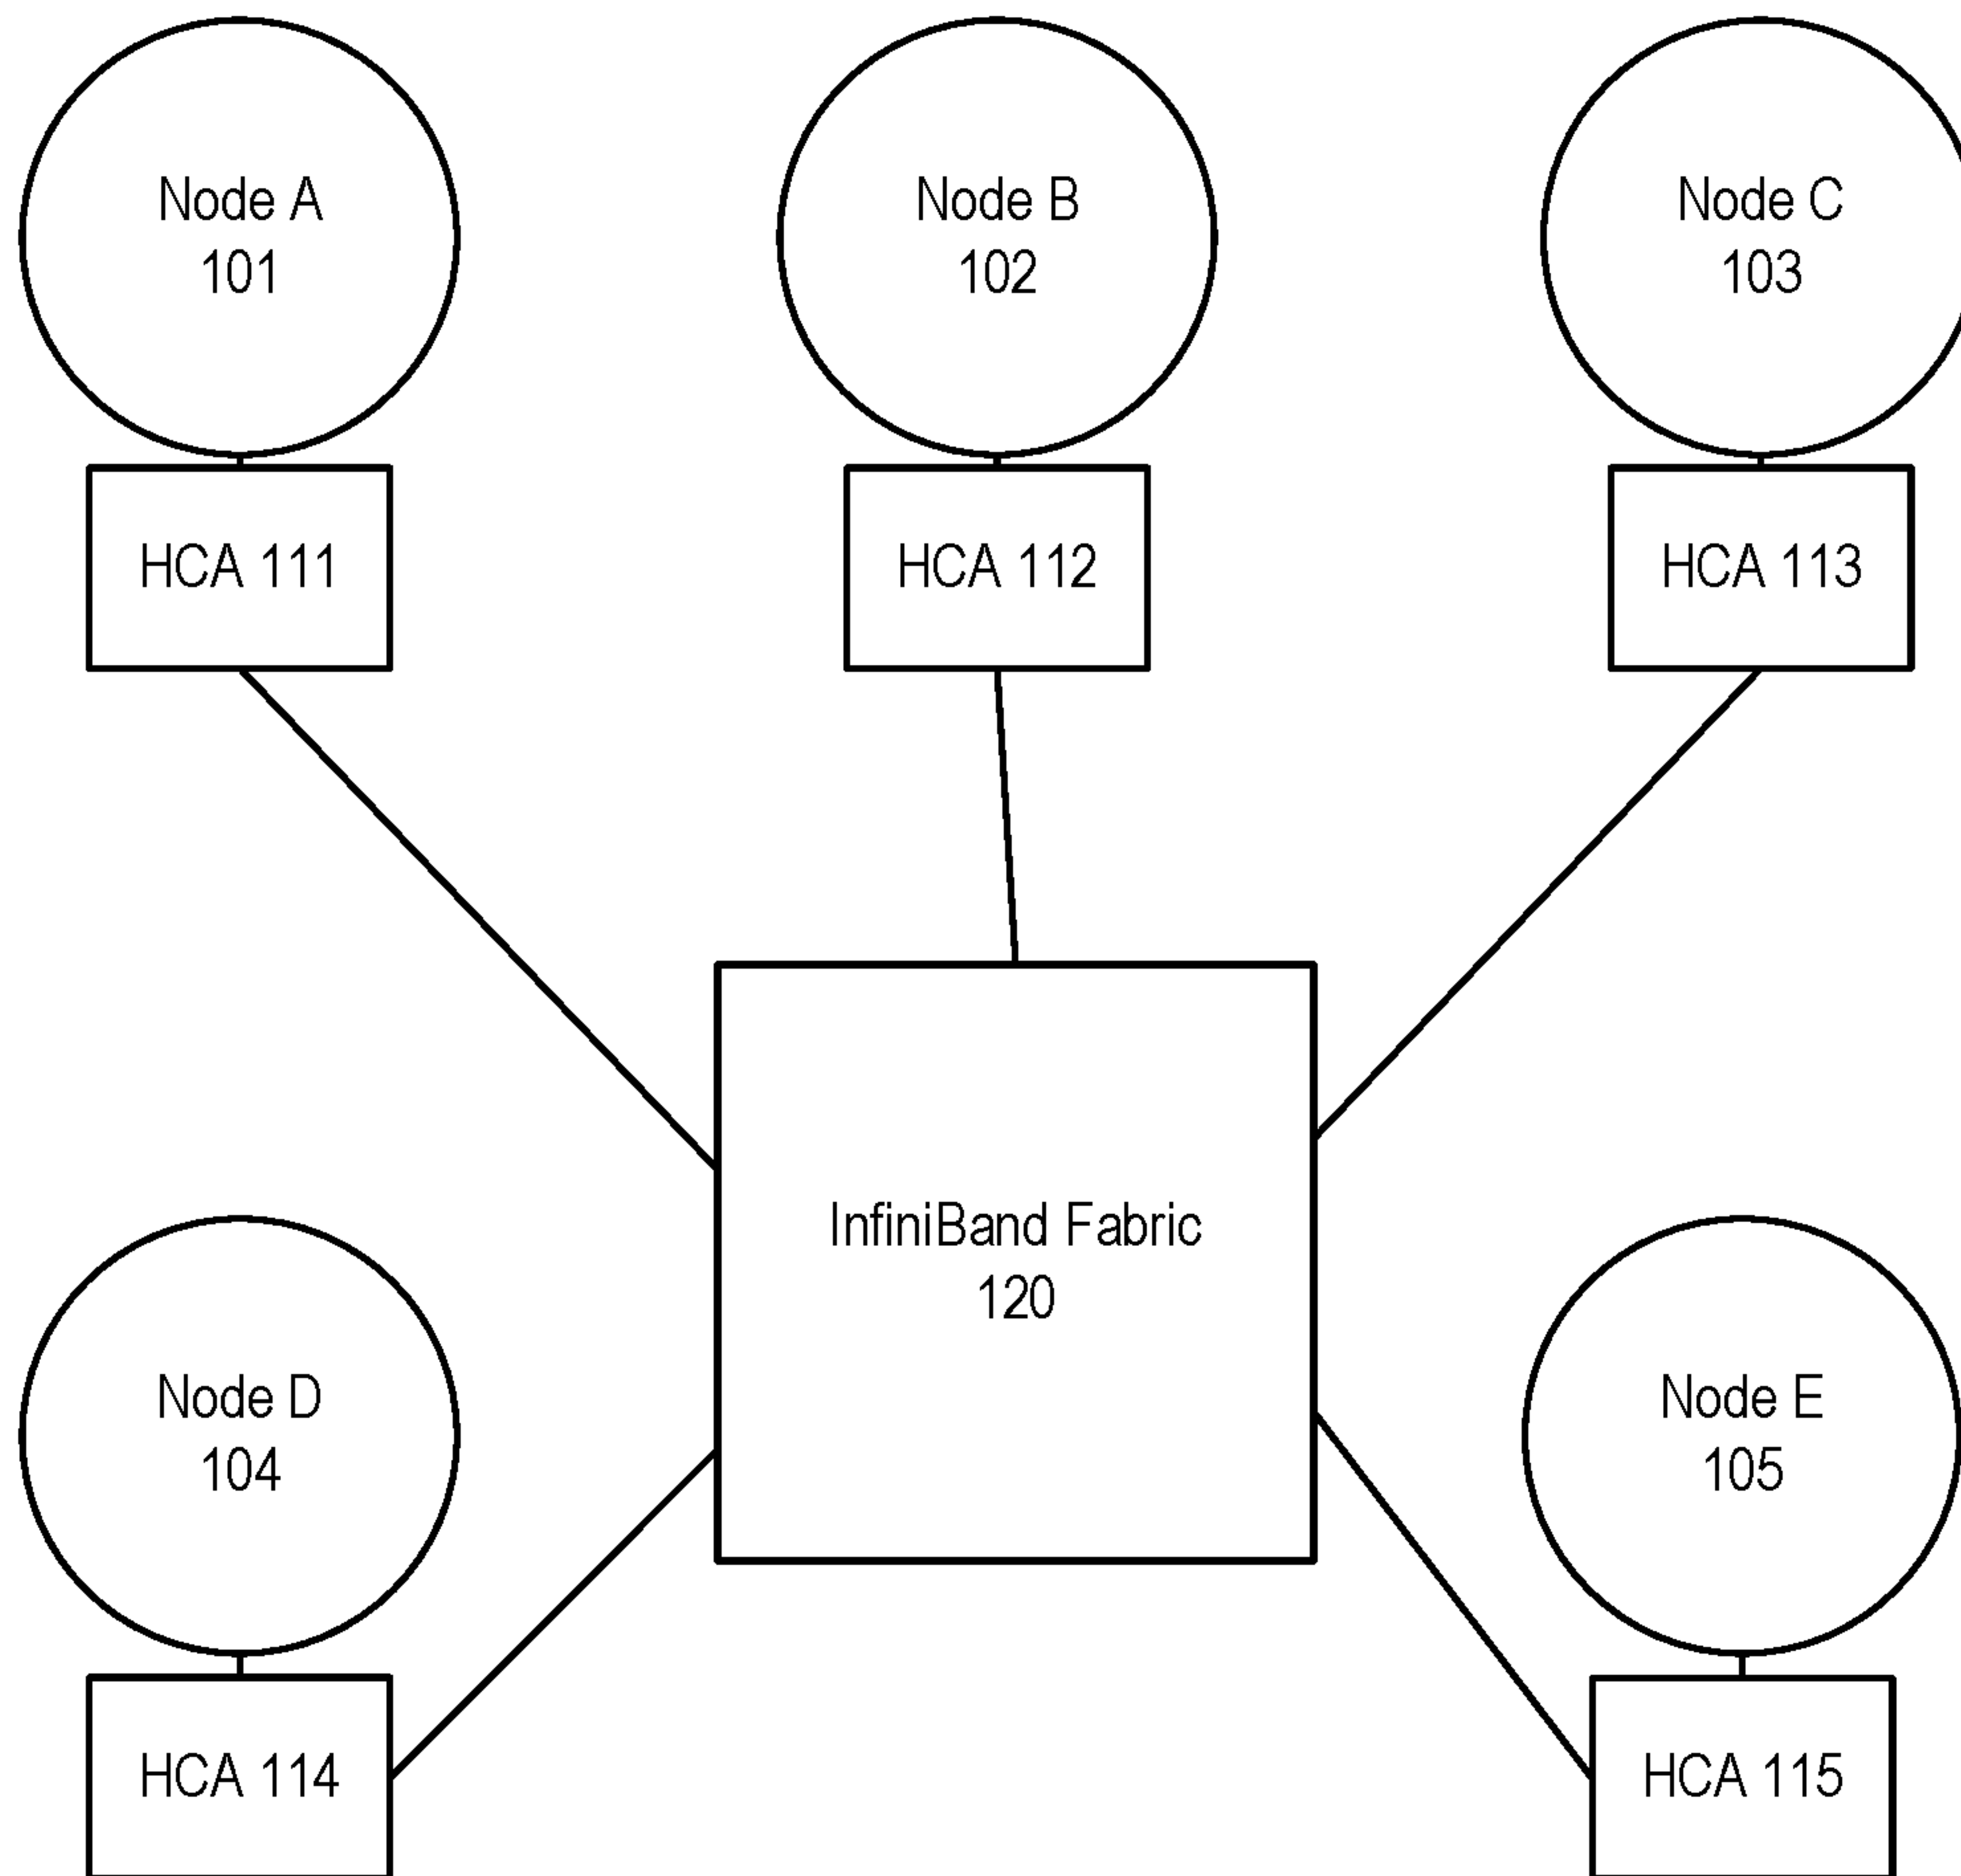 Node A
101
Node B
102
Node C
103
HCA 111
HCA 112
HCA 113
InfiniBand Fabric
120
Node D
104
Node E
105
HCA 114
HCA 115